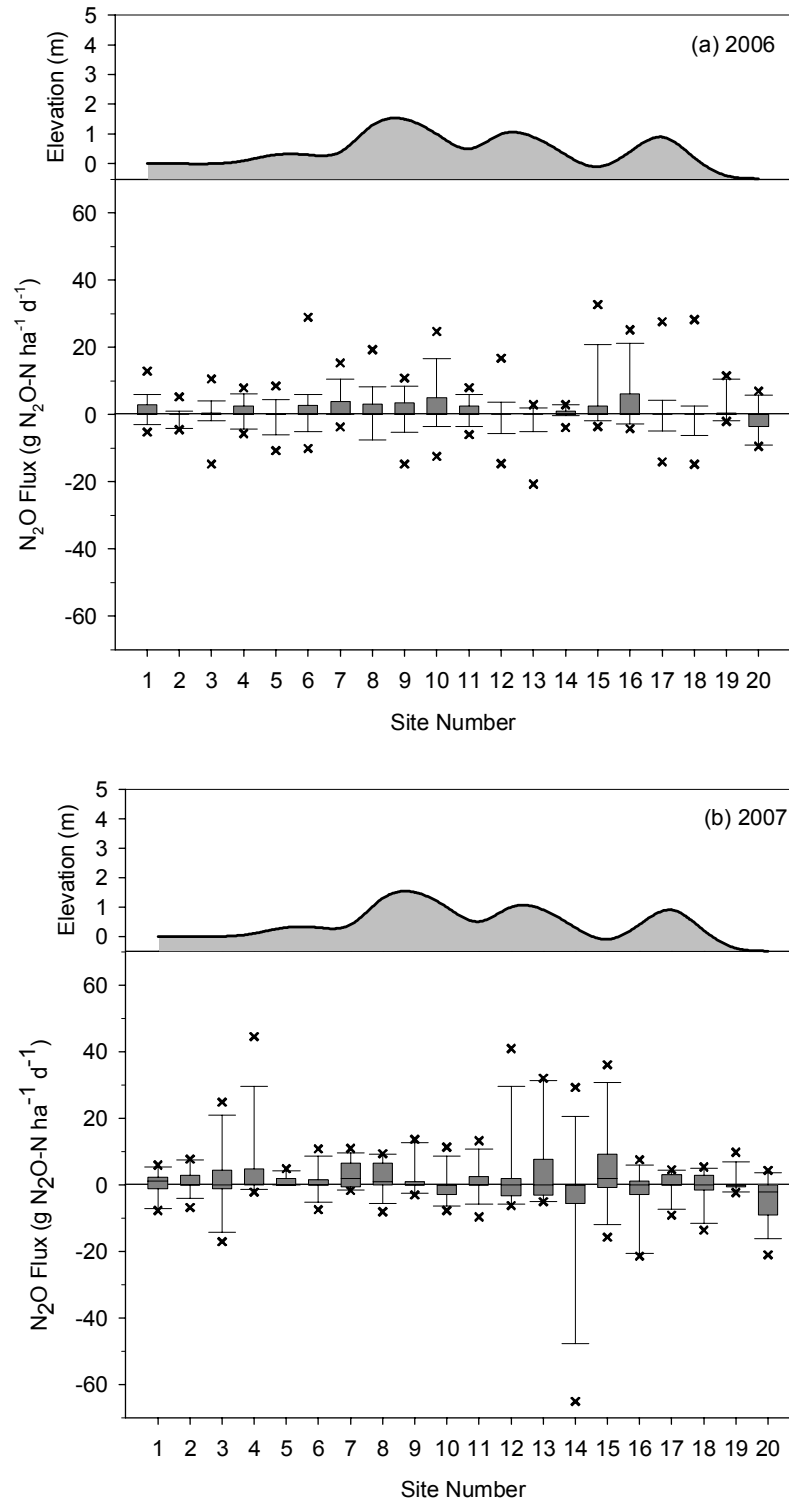 (a) 2006
Elevation (m)
5
4
3
2
1
0
N₂O Flux (g N₂O-N ha⁻¹ d⁻¹)
60
40
20
0
-20
-40
-60
1 2 3 4 5 6 7 8 9 10 11 12 13 14 15 16 17 18 19 20
Site Number
(b) 2007
Elevation (m)
5
4
3
2
1
0
N₂O Flux (g N₂O-N ha⁻¹ d⁻¹)
60
40
20
0
-20
-40
-60
1 2 3 4 5 6 7 8 9 10 11 12 13 14 15 16 17 18 19 20
Site Number